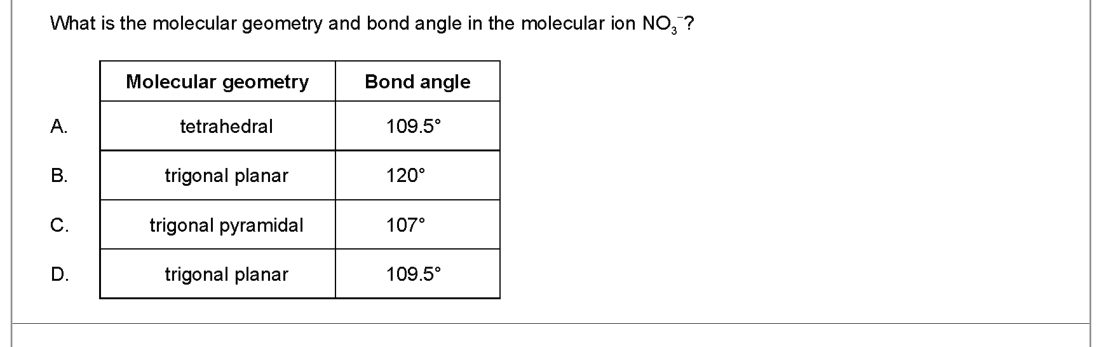 What is the molecular geometry and bond angle in the molecular ion NO₃⁻?
Molecular geometry Bond angle
A. tetrahedral 109.5°
B. trigonal planar 120°
C. trigonal pyramidal 107°
D. trigonal planar 109.5°